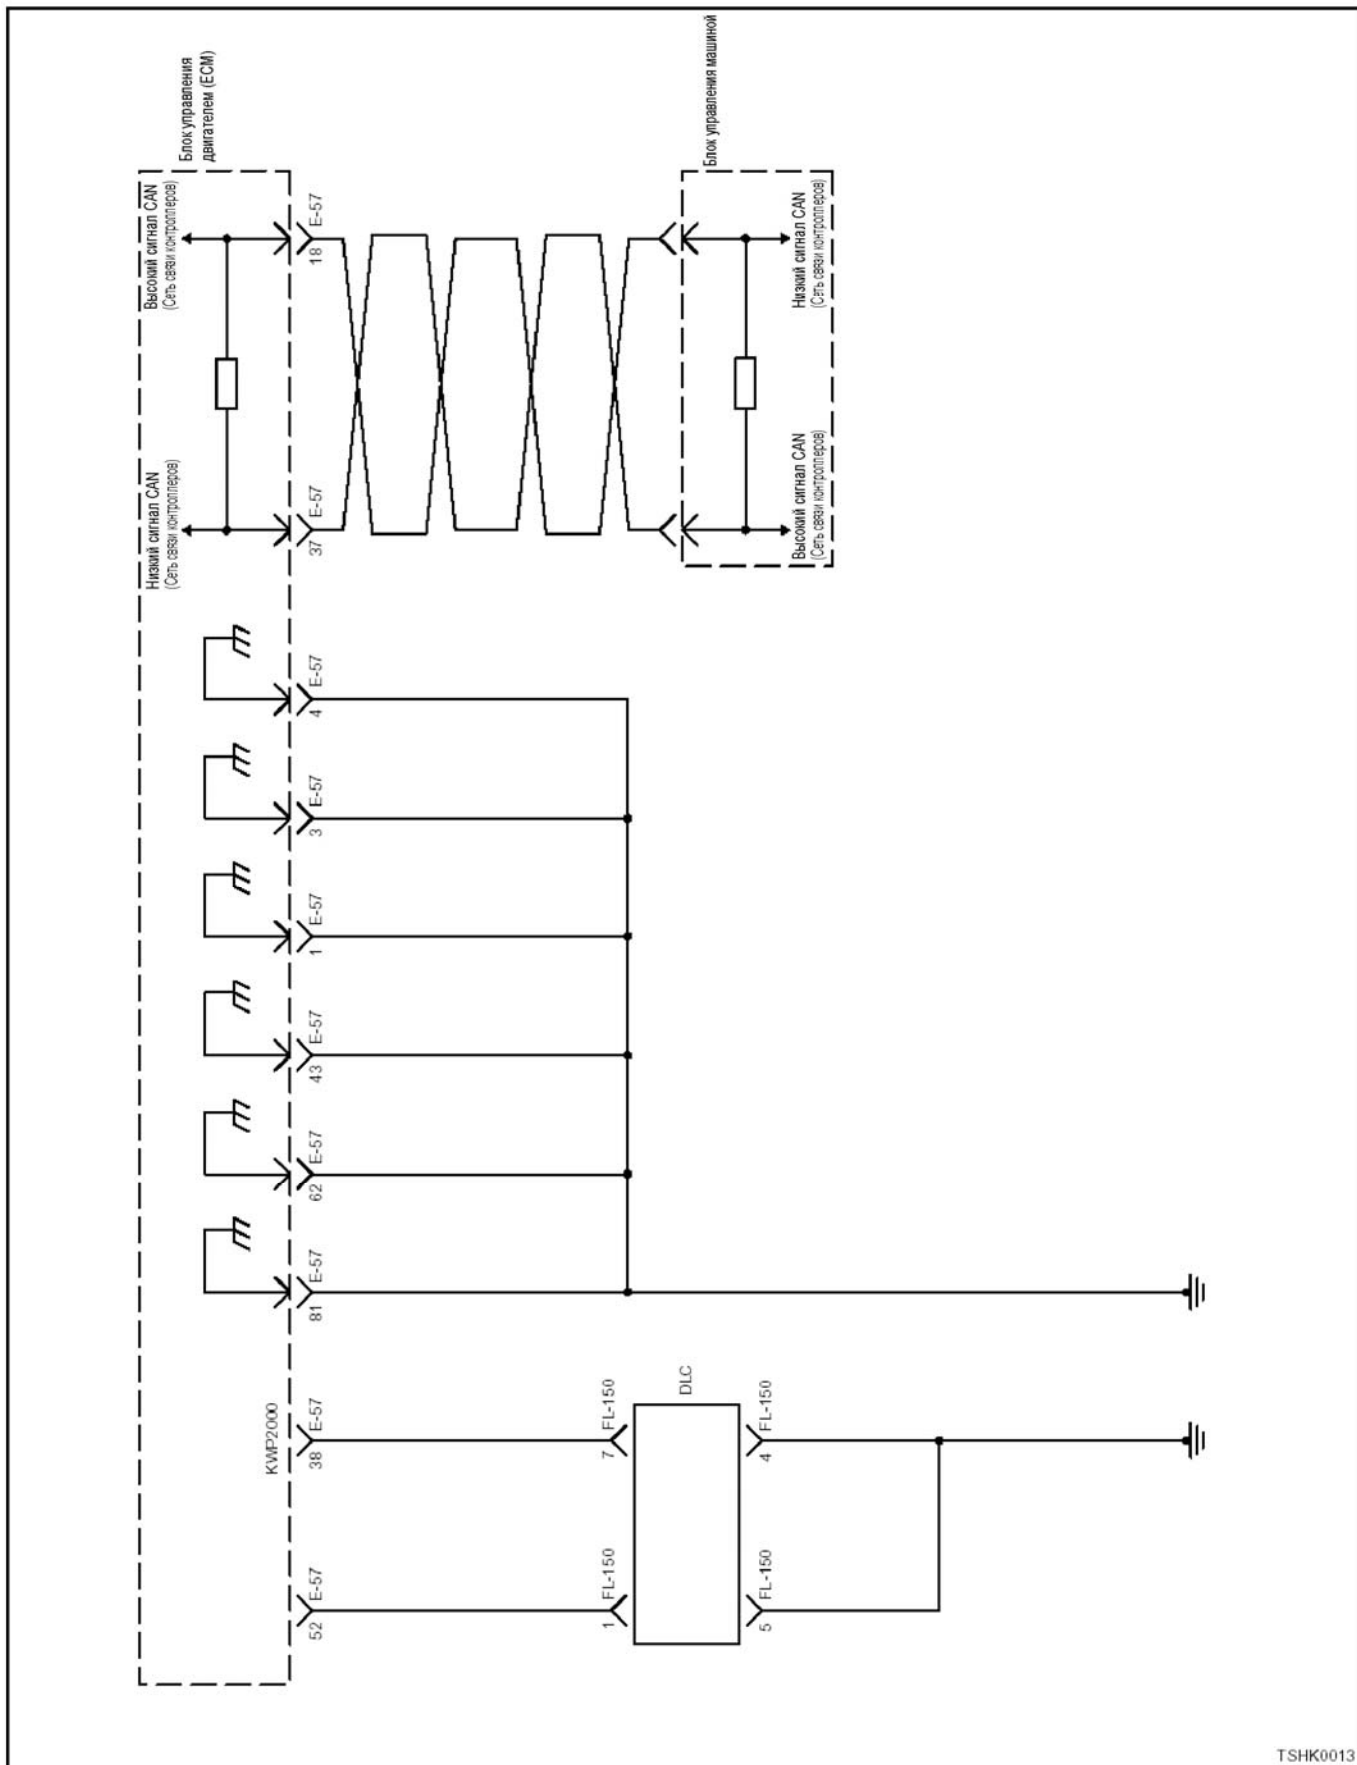 Блок управления
двигателем (ECM)
Низкий сигнал CAN
(Сеть связи контроллеров)
Высокий сигнал CAN
(Сеть связи контроллеров)
KWP2000
52 E-57
38 E-57
81 E-57
62 E-57
43 E-57
1 E-57
3 E-57
4 E-57
37 E-57
18 E-57
1 FL-150
7 FL-150
DLC
5 FL-150
4 FL-150
Блок управления машиной
Высокий сигнал CAN
(Сеть связи контроллеров)
Низкий сигнал CAN
(Сеть связи контроллеров)
TSHK0013